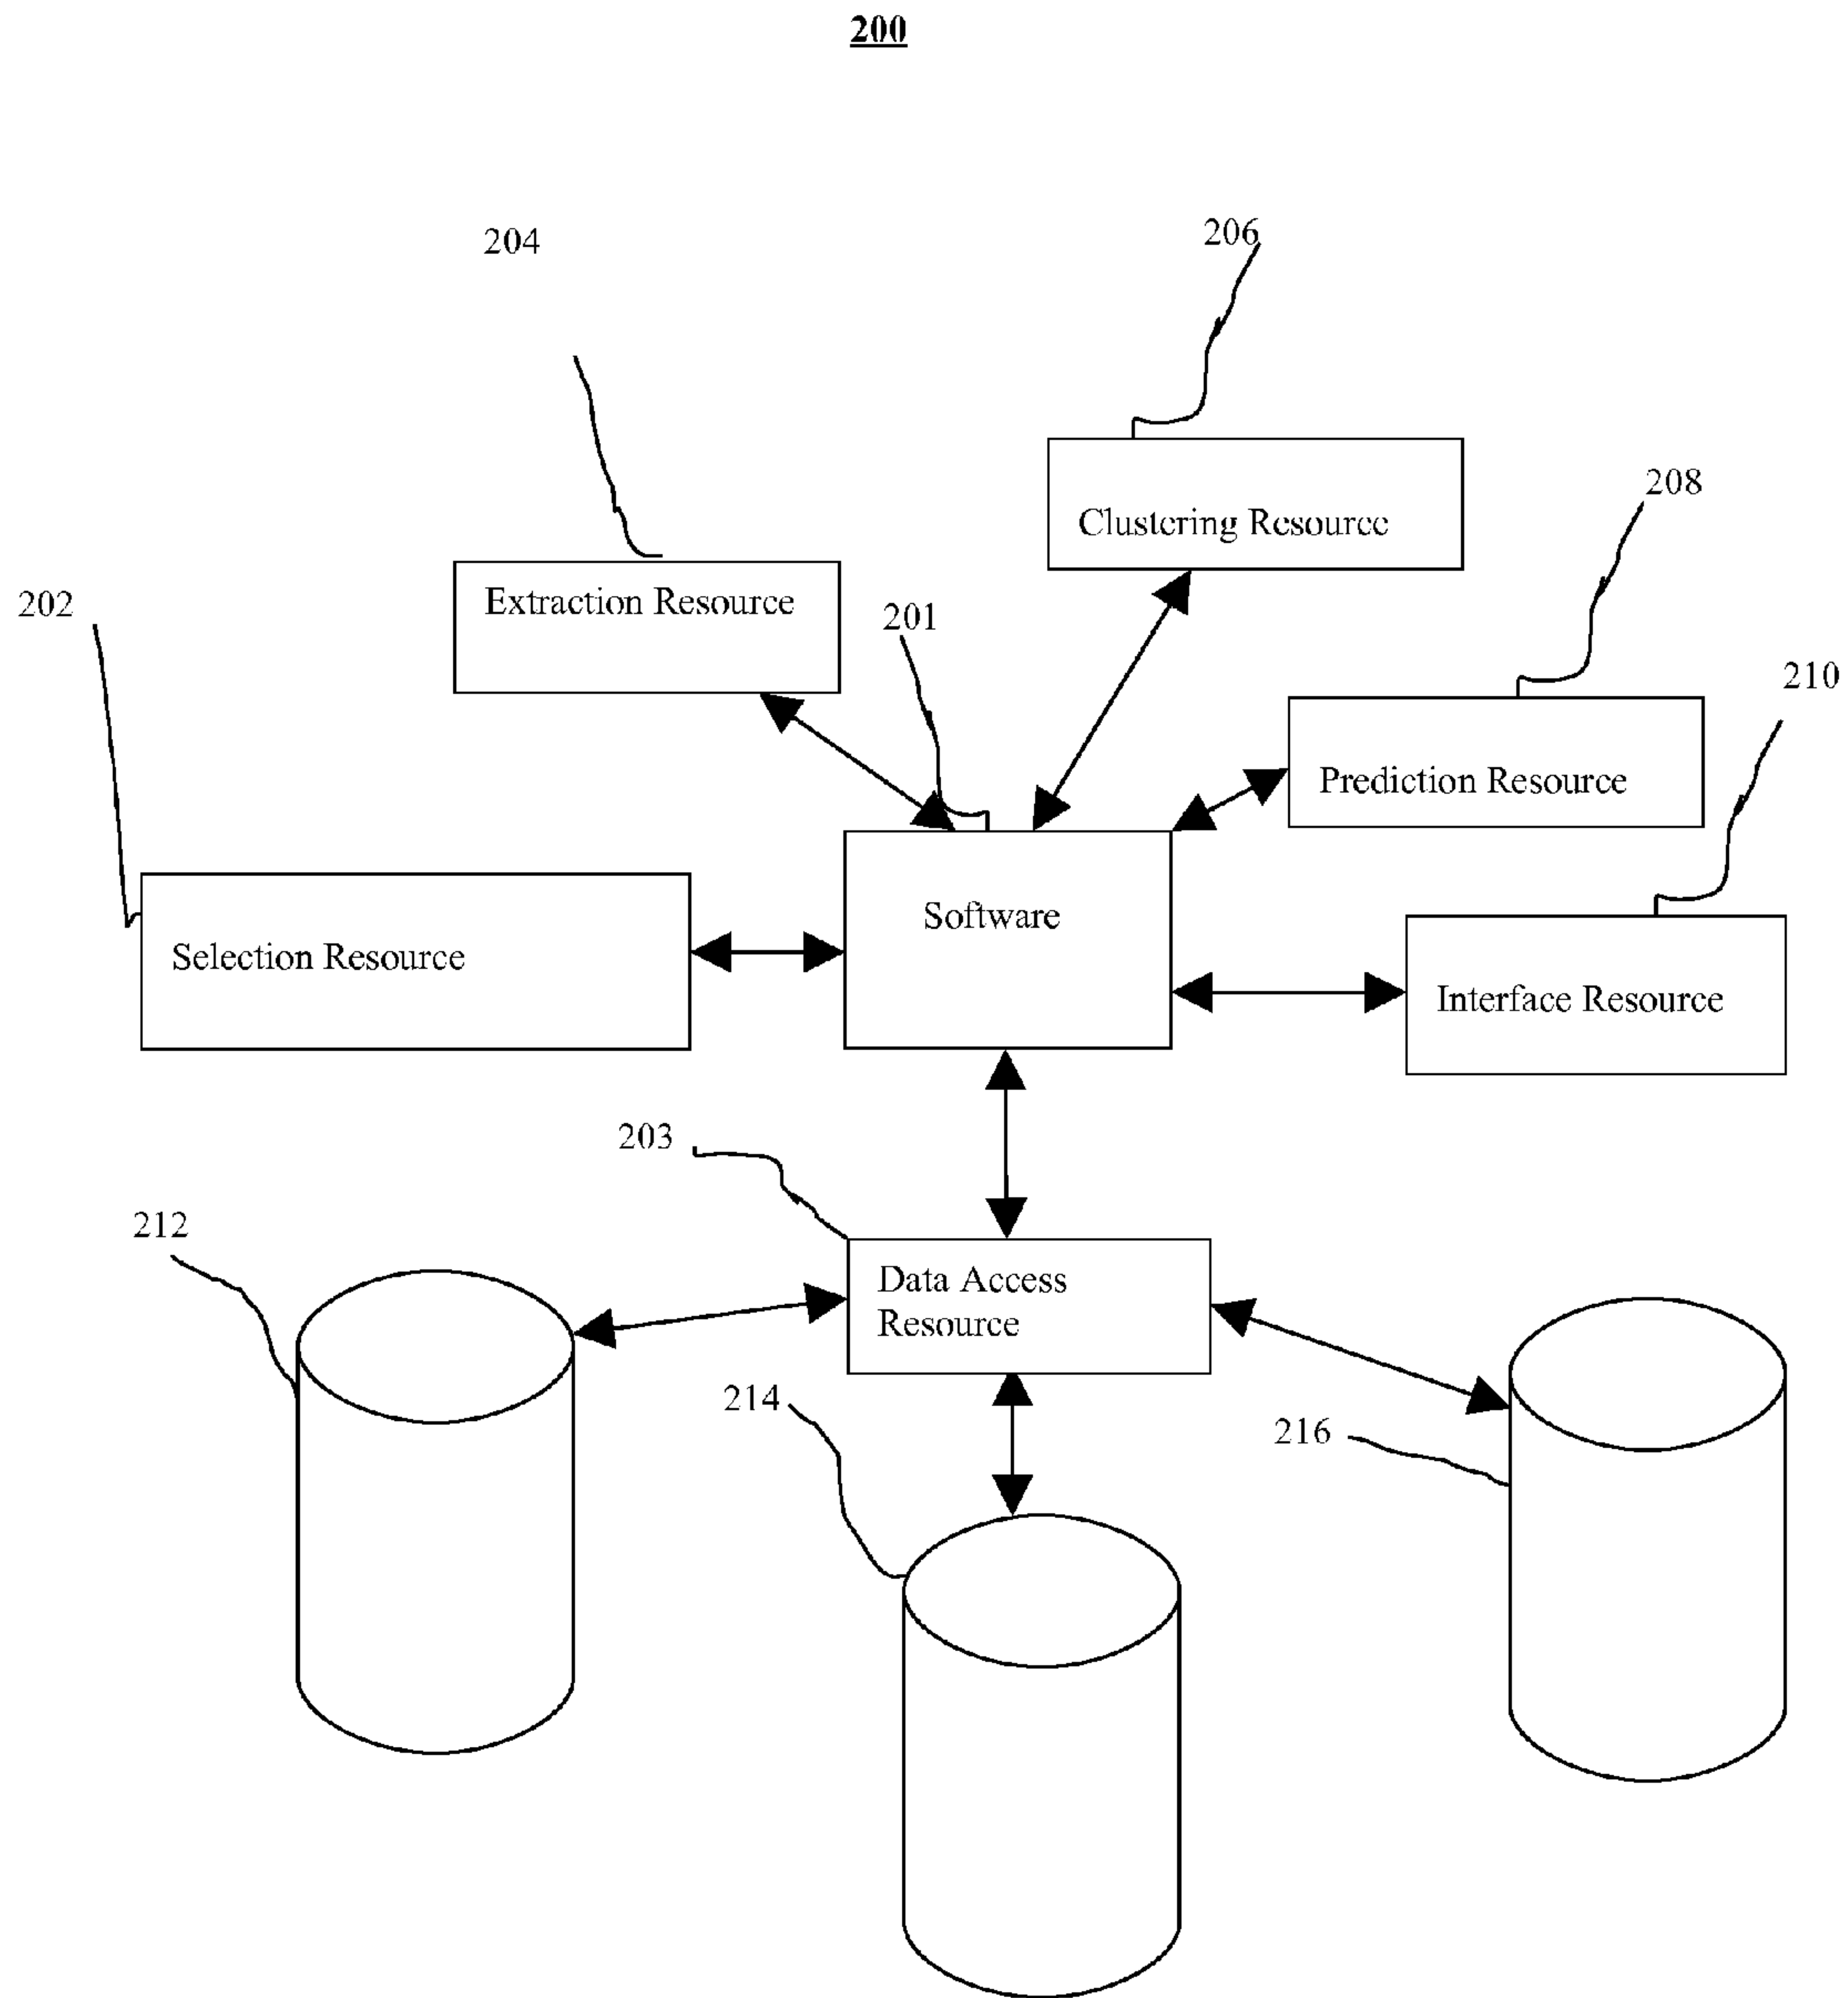 200
204
206
208
Clustering Resource
202
Extraction Resource
201
210
Prediction Resource
Software
Selection Resource
Interface Resource
203
212
Data Access
Resource
214
216